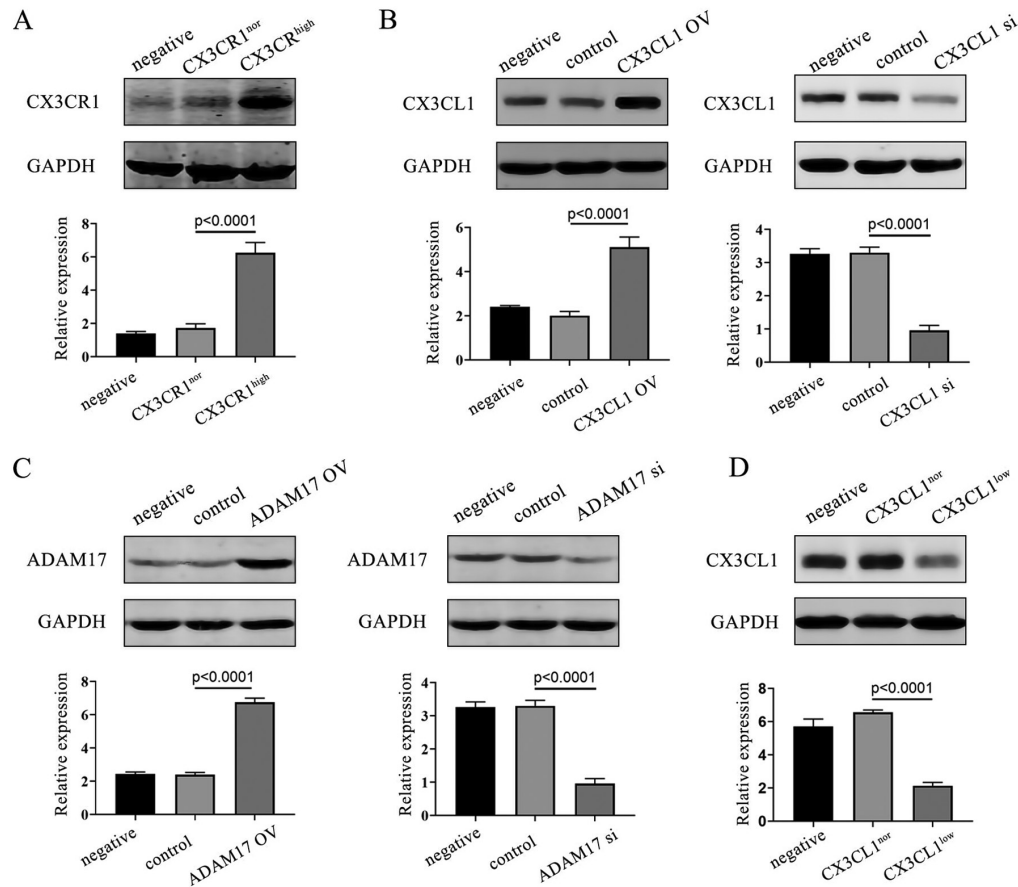 A
negative
CX3CR1nor
CX3CRhigh
CX3CR1
GAPDH
Relative expression
8
6
4
2
0
p<0.0001
negative
CX3CR1nor
CX3CR1high
B
negative
control
CX3CL1 OV
CX3CL1
GAPDH
Relative expression
6
4
2
0
p<0.0001
negative
control
CX3CL1 OV
negative
control
CX3CL1 si
CX3CL1
GAPDH
Relative expression
4
3
2
1
0
p<0.0001
negative
control
CX3CL1 si
C
negative
control
ADAM17 OV
ADAM17
GAPDH
Relative expression
8
6
4
2
0
p<0.0001
negative
control
ADAM17 OV
negative
control
ADAM17 si
ADAM17
GAPDH
Relative expression
4
3
2
1
0
p<0.0001
negative
control
ADAM17 si
D
negative
CX3CL1nor
CX3CL1low
CX3CL1
GAPDH
Relative expression
8
6
4
2
0
p<0.0001
negative
CX3CL1nor
CX3CL1low